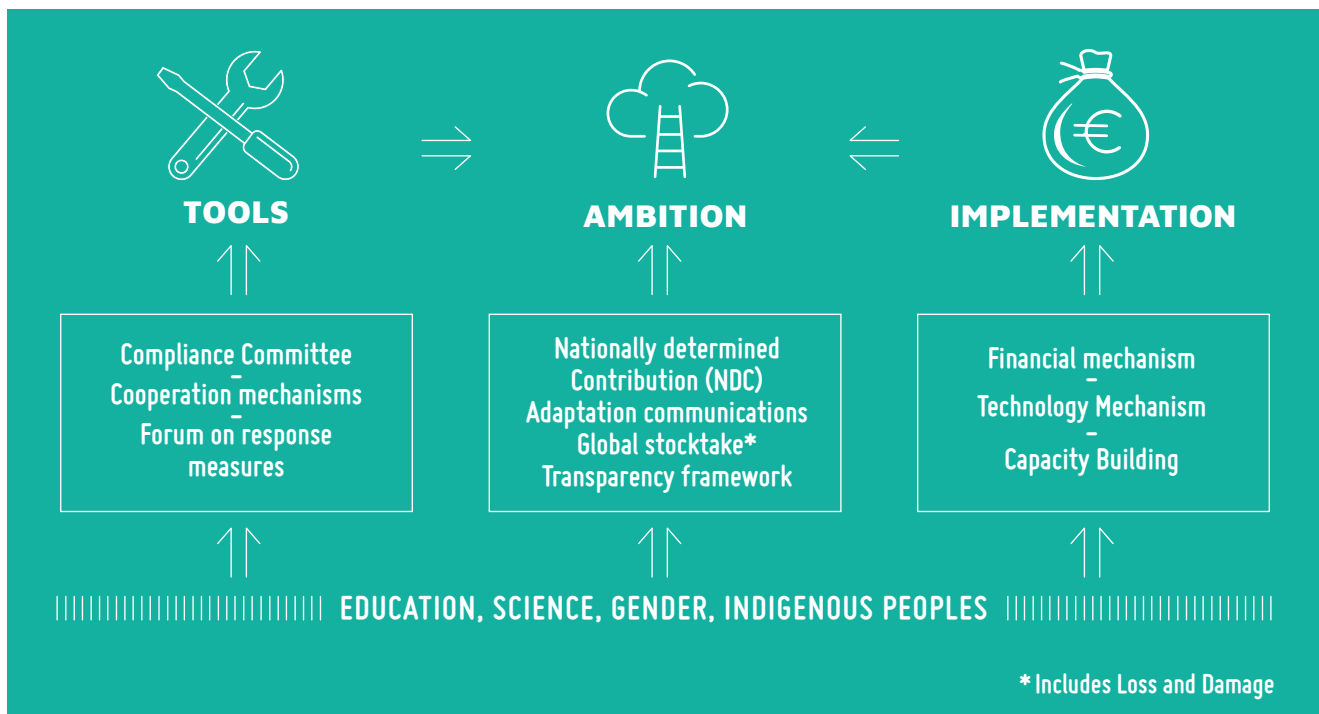 TOOLS
AMBITION
IMPLEMENTATION
Compliance Committee
–
Cooperation mechanisms
–
Forum on response
measures
Nationally determined
Contribution (NDC)
Adaptation communications
Global stocktake*
Transparency framework
Financial mechanism
–
Technology Mechanism
–
Capacity Building
EDUCATION, SCIENCE, GENDER, INDIGENOUS PEOPLES
* Includes Loss and Damage